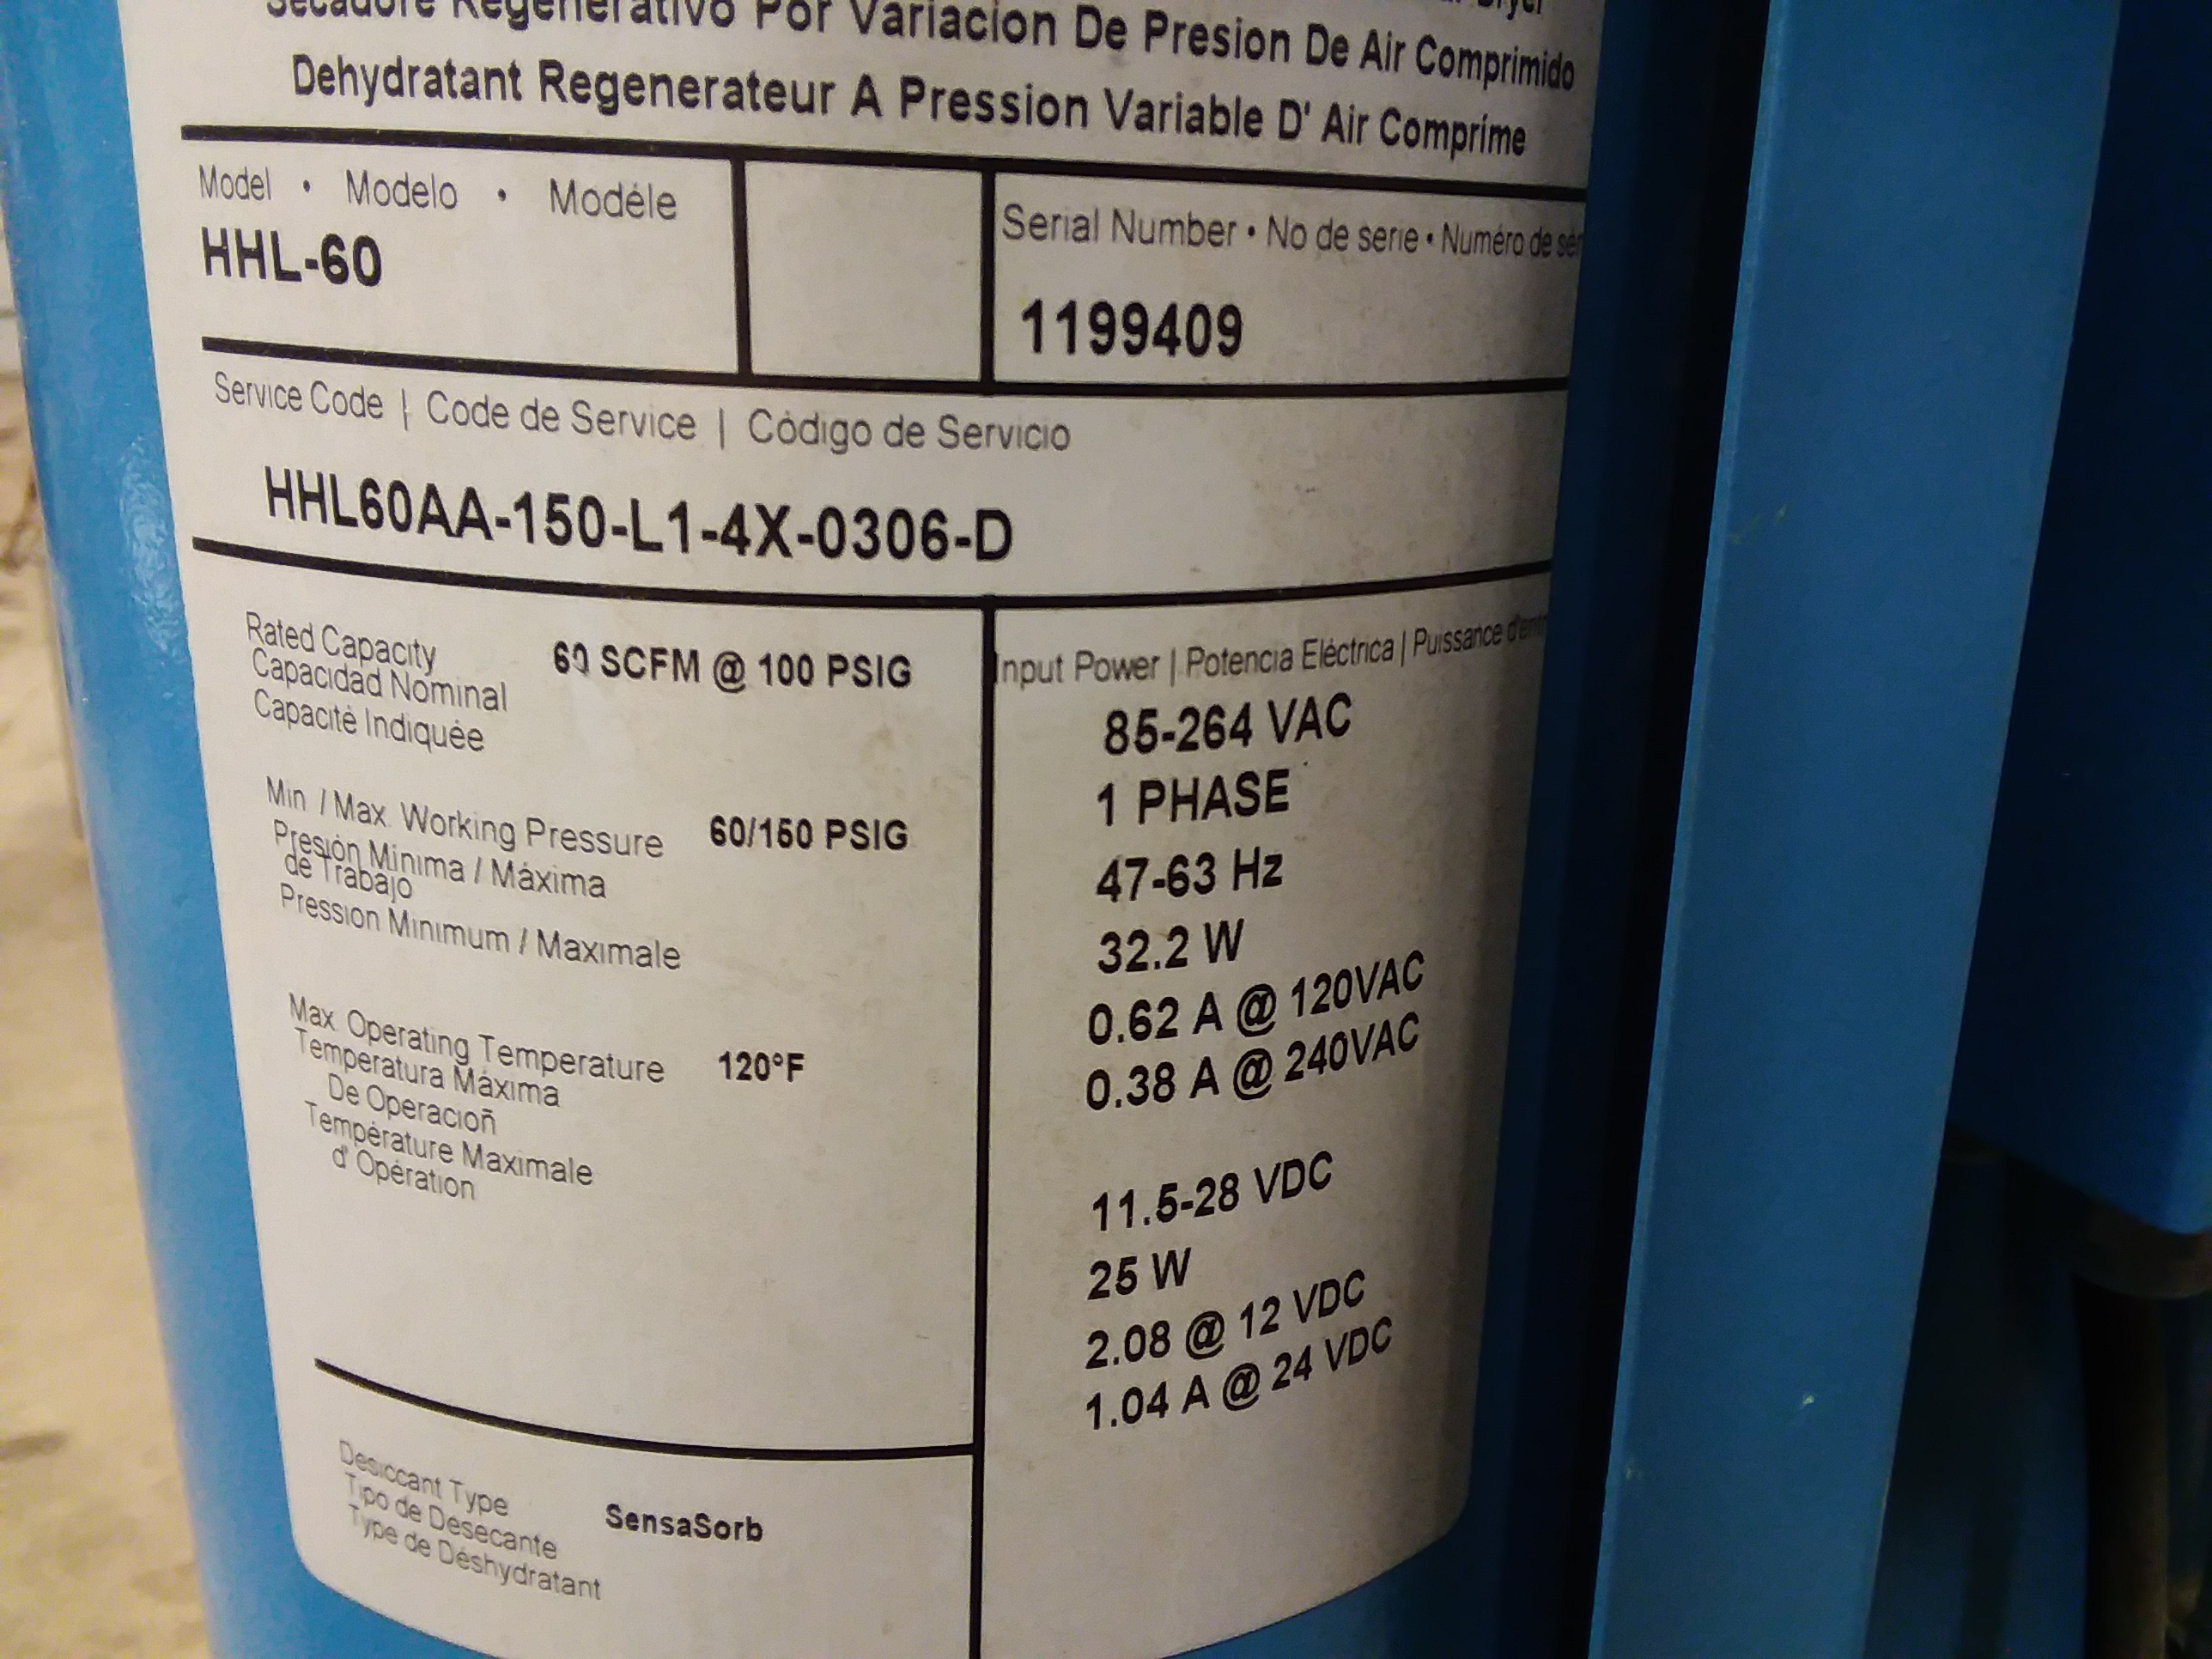 Secadore Regenerativo Por Variacion De Presion De Air Comprimido
Dehydratant Regenerateur A Pression Variable D' Air Comprime
Model • Modelo • Modéle
HHL-60
Serial Number • No de serie • Numéro de sér
1199409
Service Code | Code de Service | Código de Servicio
HHL60AA-150-L1-4X-0306-D
Rated Capacity
Capacidad Nominal
Capacité Indiquée
60 SCFM @ 100 PSIG
Min / Max. Working Pressure
Presión Minima / Máxima
de Trabajo
Pression Minimum / Maximale
60/150 PSIG
Max. Operating Temperature
Temperatura Máxima
De Operacioñ
Température Maximale
d' Opération
120°F
Desiccant Type
Tipo de Desecante
Type de Déshydratant
SensaSorb
Input Power | Potencia Eléctrica | Puissance d'entr
85-264 VAC
1 PHASE
47-63 Hz
32.2 W
0.62 A @ 120VAC
0.38 A @ 240VAC
11.5-28 VDC
25 W
2.08 @ 12 VDC
1.04 A @ 24 VDC